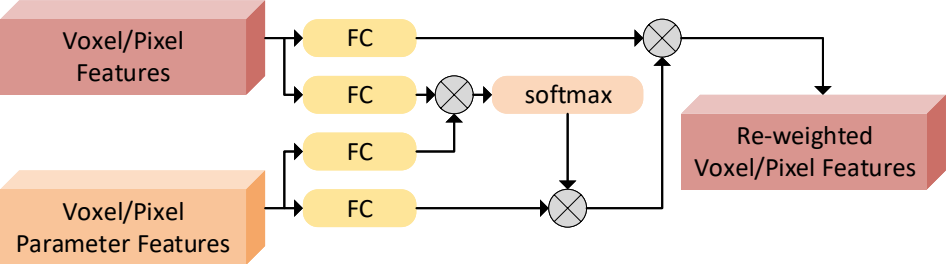 Voxel/Pixel
Features
FC
FC
FC
FC
softmax
Voxel/Pixel
Parameter Features
Re-weighted
Voxel/Pixel Features